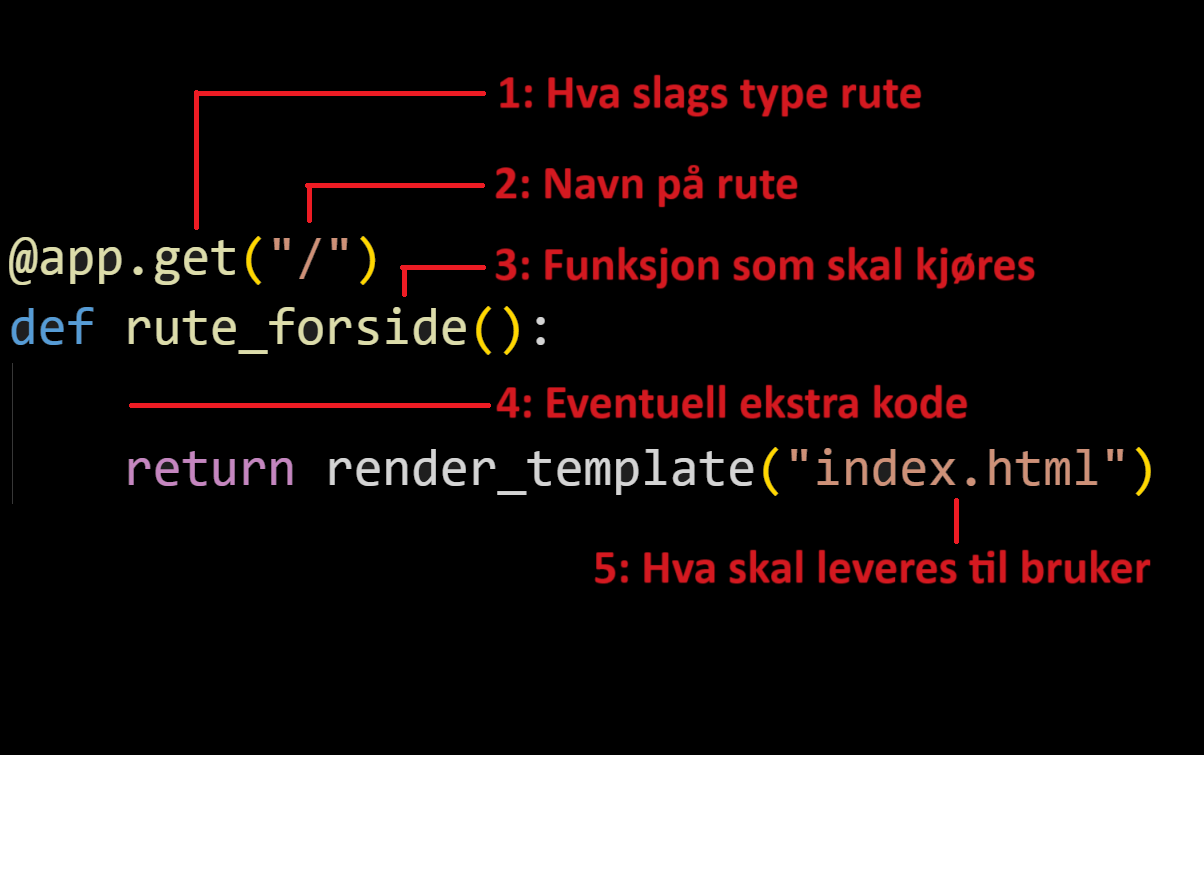 1: Hva slags type rute
2: Navn på rute
@app.get("/")
3: Funksjon som skal kjøres
def rute_forside():
4: Eventuell ekstra kode
return render_template("index.html")
5: Hva skal leveres til bruker